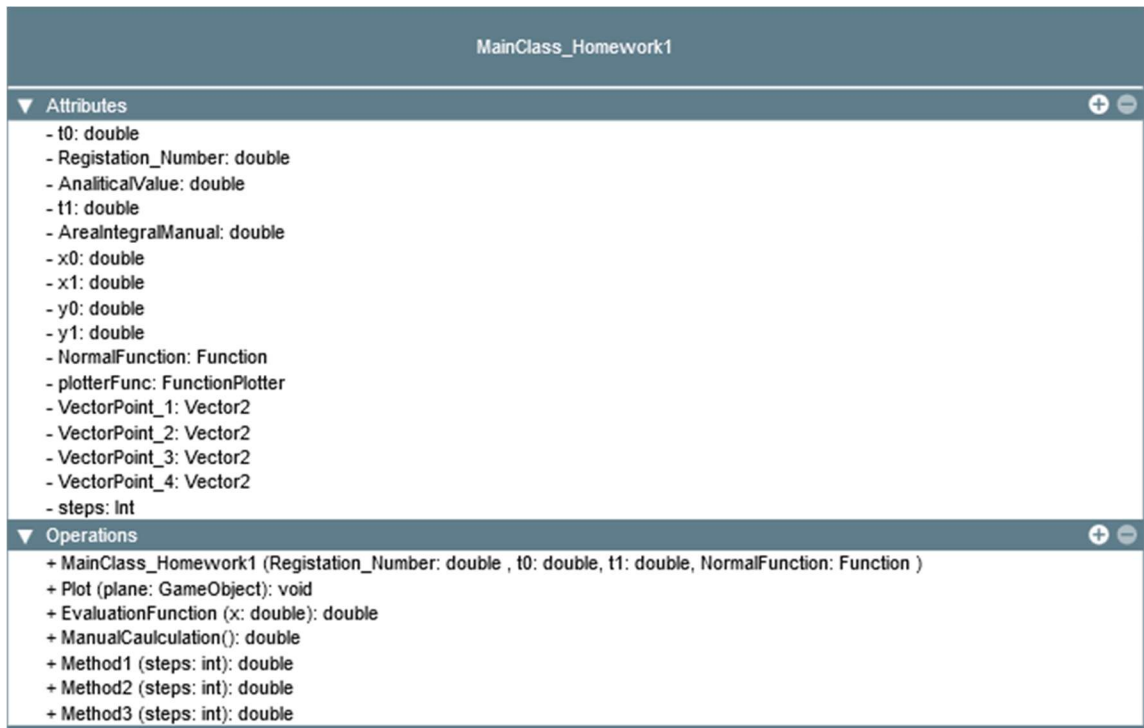 MainClass_Homework1
Attributes
- t0: double
- Registation_Number: double
- AnaliticalValue: double
- t1: double
- AreaIntegralManual: double
- x0: double
- x1: double
- y0: double
- y1: double
- NormalFunction: Function
- plotterFunc: FunctionPlotter
- VectorPoint_1: Vector2
- VectorPoint_2: Vector2
- VectorPoint_3: Vector2
- VectorPoint_4: Vector2
- steps: Int
Operations
+ MainClass_Homework1 (Registation_Number: double , t0: double, t1: double, NormalFunction: Function )
+ Plot (plane: GameObject): void
+ EvaluationFunction (x: double): double
+ ManualCaulculation(): double
+ Method1 (steps: int): double
+ Method2 (steps: int): double
+ Method3 (steps: int): double